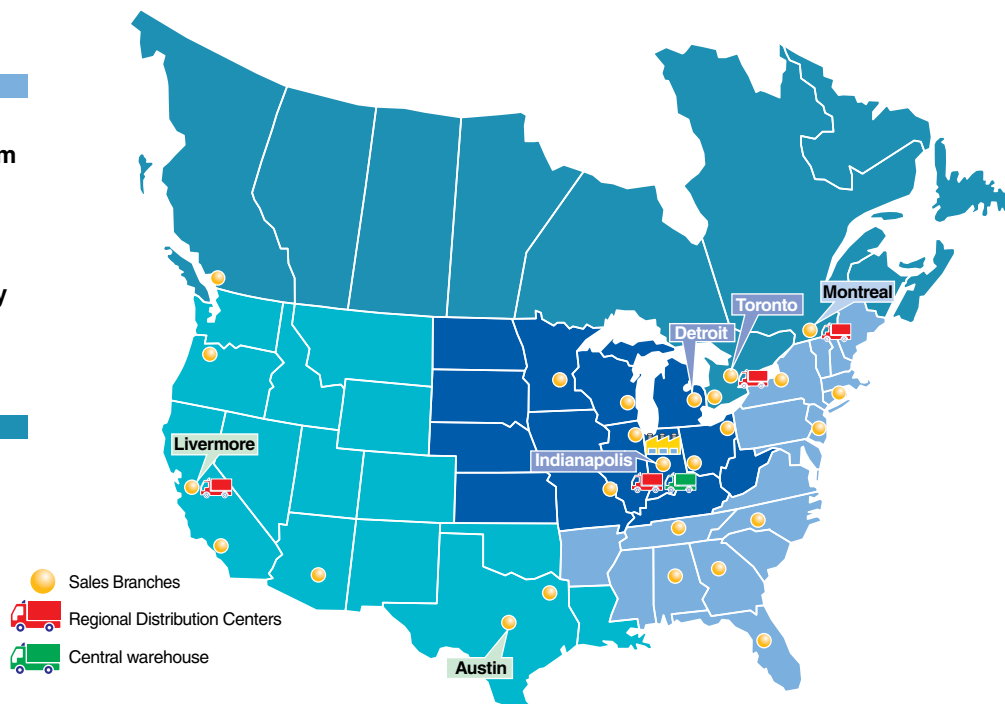 m
y
Montreal
Toronto
Detroit
Livermore
Indianapolis
Sales Branches
Regional Distribution Centers
Central warehouse
Austin